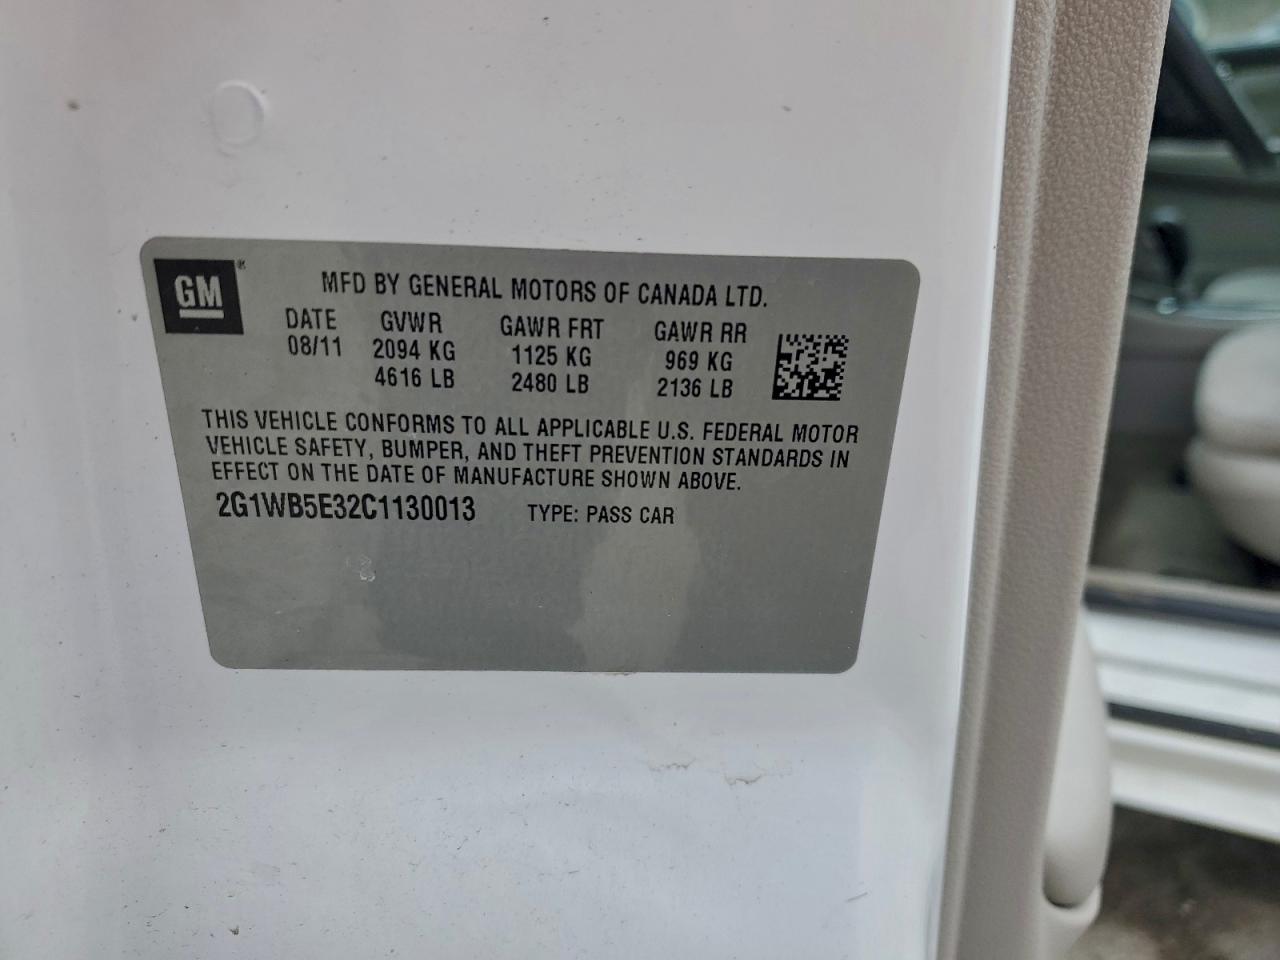 GM®
MFD BY GENERAL MOTORS OF CANADA LTD.
DATE GVWR GAWR FRT GAWR RR
08/11 2094 KG 1125 KG 969 KG
4616 LB 2480 LB 2136 LB
THIS VEHICLE CONFORMS TO ALL APPLICABLE U.S. FEDERAL MOTOR
VEHICLE SAFETY, BUMPER, AND THEFT PREVENTION STANDARDS IN
EFFECT ON THE DATE OF MANUFACTURE SHOWN ABOVE.
2G1WB5E32C1130013 TYPE: PASS CAR